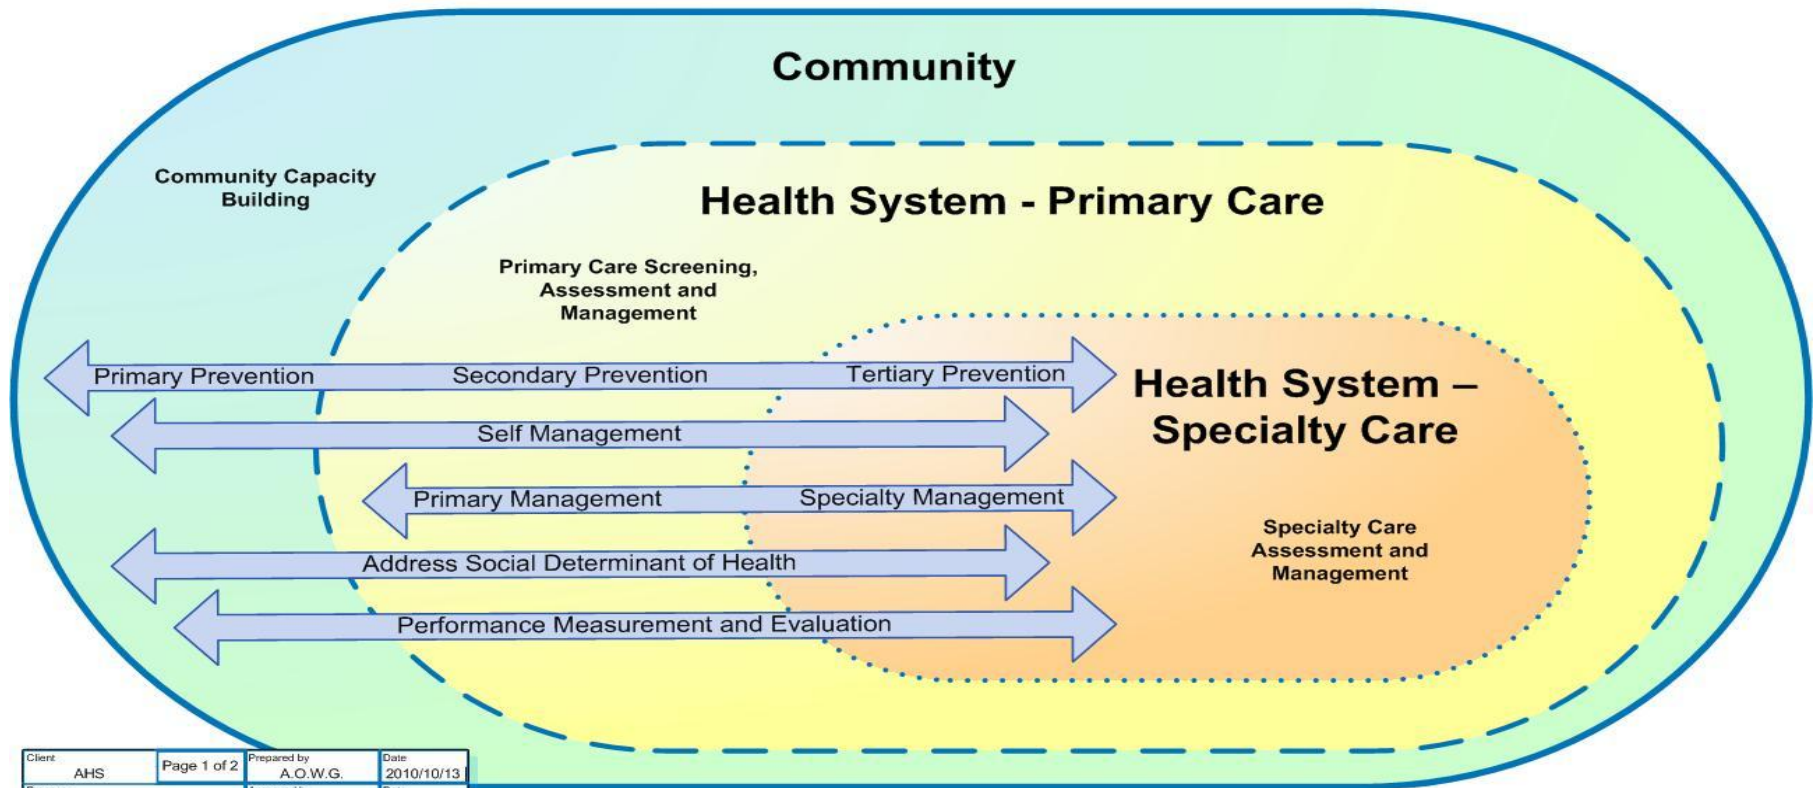 Community
Community Capacity
Building
Health System - Primary Care
Primary Care Screening,
Assessment and
Management
Primary Prevention
Secondary Prevention
Tertiary Prevention
Health System –
Specialty Care
Self Management
Primary Management
Specialty Management
Specialty Care
Assessment and
Management
Address Social Determinant of Health
Performance Measurement and Evaluation
Client
AHS
Page 1 of 2
Prepared by
A.O.W.G.
Date
2010/10/13